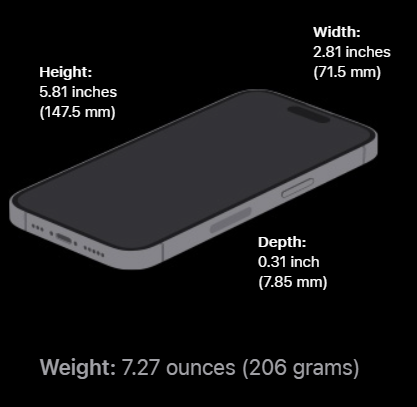 Width:
2.81 inches
(71.5 mm)
Height:
5.81 inches
(147.5 mm)
Depth:
0.31 inch
(7.85 mm)
Weight: 7.27 ounces (206 grams)